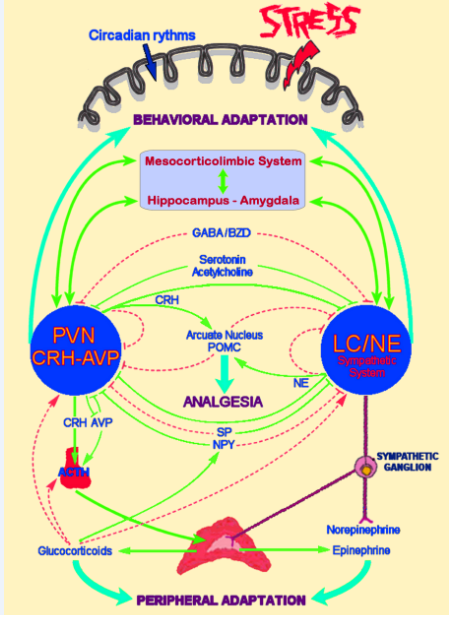 STRESS
Circadian rythms
BEHAVIORAL ADAPTATION
Mesocorticolimbic System
Hippocampus - Amygdala
GABA/BZD
Serotonin
Acetylcholine
CRH
PVN
CRH-AVP
Arcuate Nucleus
POMC
LC/NE
Sympathetic
System
NE
ANALGESIA
CRH AVP
SP
NPY
ACTH
SYMPATHETIC
GANGLION
Norepinephrine
Glucocorticoids
Epinephrine
PERIPHERAL ADAPTATION